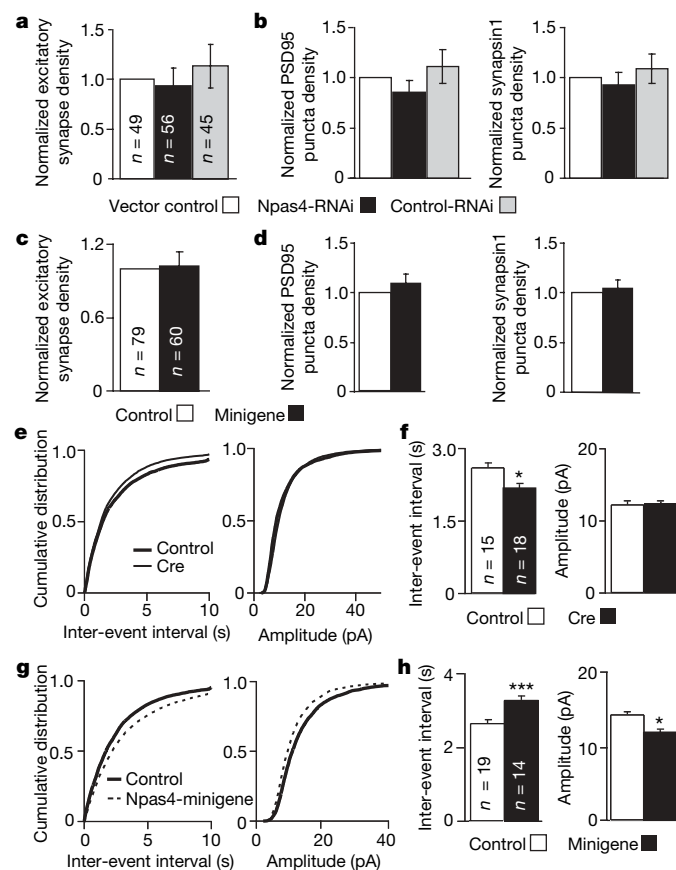 a
Normalized excitatory
synapse density
1.5
1.0
0.5
0
n = 49
n = 56
n = 45
b
Normalized PSD95
puncta density
1.5
1.0
0.5
0
Normalized synapsin1
puncta density
1.5
1.0
0.5
0
Vector control
Npas4-RNAi
Control-RNAi
c
Normalized excitatory
synapse density
1.2
0.6
0
n = 79
n = 60
d
Normalized PSD95
puncta density
1.5
1.0
0.5
0
Normalized synapsin1
puncta density
1.5
1.0
0.5
0
Control
Minigene
e
Cumulative distribution
1.0
0.5
0
Control
Cre
0 5 10
Inter-event interval (s)
1.0
0.5
0
0 20 40
Amplitude (pA)
f
Inter-event interval (s)
3.0
1.5
0
*
n = 15
n = 18
Amplitude (pA)
20
10
0
Control
Cre
g
Cumulative distribution
1.0
0.5
0
Control
Npas4-minigene
0 5 10
Inter-event interval (s)
1.0
0.5
0
0 20 40
Amplitude (pA)
h
Inter-event interval (s)
4
2
0
***
n = 19
n = 14
Amplitude (pA)
20
10
0
*
Control
Minigene